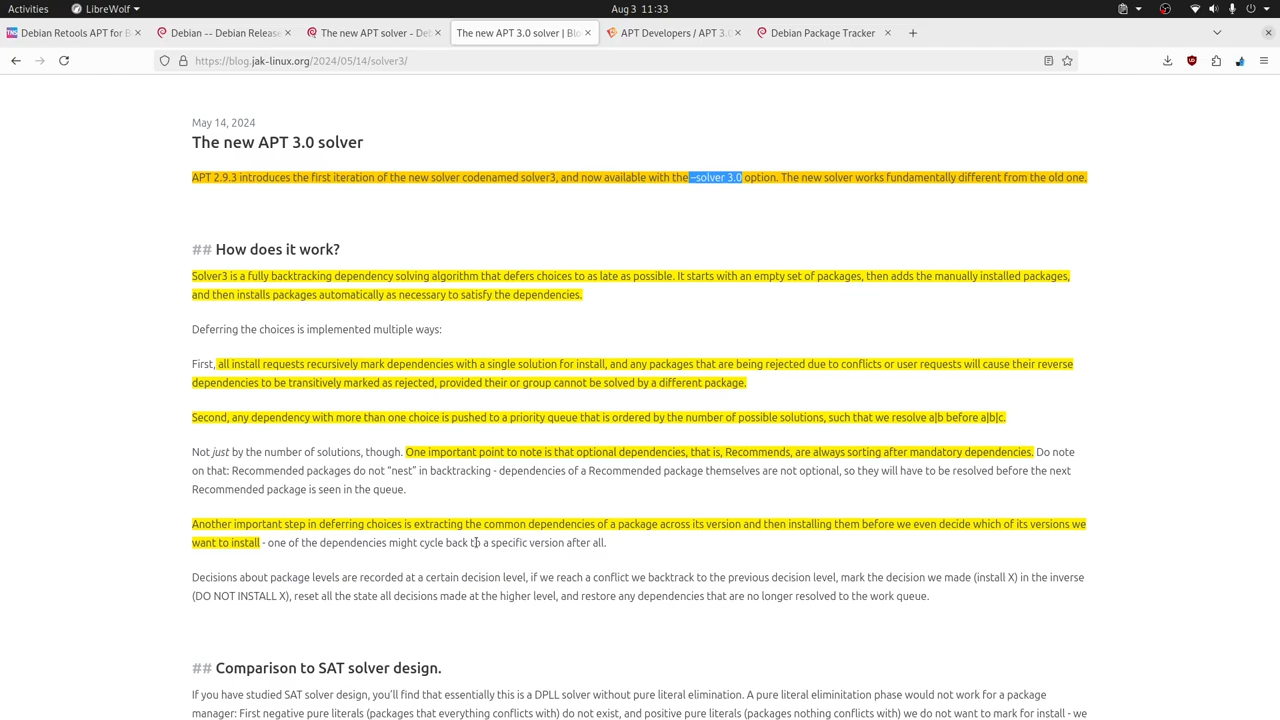 Activities LibreWolf Aug 3 11:33
Debian Retools APT for B Debian -- Debian Release The new APT solver - Deb The new APT 3.0 solver | Blo APT Developers / APT 3.0 Debian Package Tracker
https://blog.jak-linux.org/2024/05/14/solver3/
May 14, 2024
The new APT 3.0 solver
APT 2.9.3 introduces the first iteration of the new solver codenamed solver3, and now available with the –solver 3.0 option. The new solver works fundamentally different from the old one.
## How does it work?
Solver3 is a fully backtracking dependency solving algorithm that defers choices to as late as possible. It starts with an empty set of packages, then adds the manually installed packages,
and then installs packages automatically as necessary to satisfy the dependencies.
Deferring the choices is implemented multiple ways:
First, all install requests recursively mark dependencies with a single solution for install, and any packages that are being rejected due to conflicts or user requests will cause their reverse
dependencies to be transitively marked as rejected, provided their or group cannot be solved by a different package.
Second, any dependency with more than one choice is pushed to a priority queue that is ordered by the number of possible solutions, such that we resolve a|b before a|b|c.
Not just by the number of solutions, though. One important point to note is that optional dependencies, that is, Recommends, are always sorting after mandatory dependencies. Do note
on that: Recommended packages do not “nest” in backtracking - dependencies of a Recommended package themselves are not optional, so they will have to be resolved before the next
Recommended package is seen in the queue.
Another important step in deferring choices is extracting the common dependencies of a package across its version and then installing them before we even decide which of its versions we
want to install - one of the dependencies might cycle back to a specific version after all.
Decisions about package levels are recorded at a certain decision level, if we reach a conflict we backtrack to the previous decision level, mark the decision we made (install X) in the inverse
(DO NOT INSTALL X), reset all the state all decisions made at the higher level, and restore any dependencies that are no longer resolved to the work queue.
## Comparison to SAT solver design.
If you have studied SAT solver design, you’ll find that essentially this is a DPLL solver without pure literal elimination. A pure literal eliminitation phase would not work for a package
manager: First negative pure literals (packages that everything conflicts with) do not exist, and positive pure literals (packages nothing conflicts with) we do not want to mark for install - we